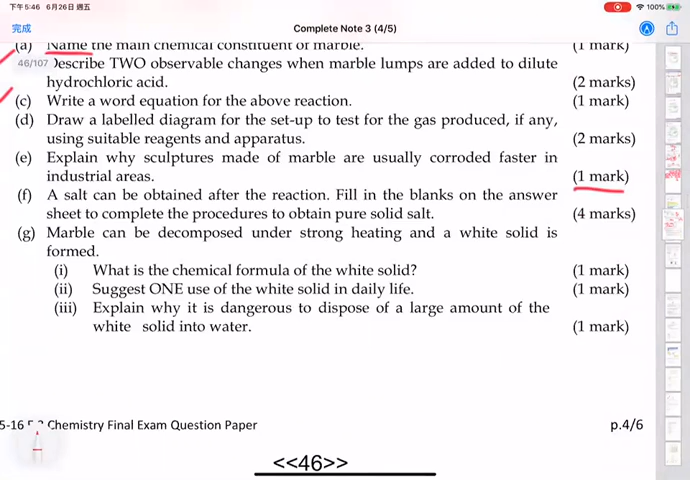 下午5:46 6月26日 週五
100%
完成
Complete Note 3 (4/5)
(a) Name the main chemical constituent of marble. (1 mark)
46/107 Describe TWO observable changes when marble lumps are added to dilute
hydrochloric acid. (2 marks)
(c) Write a word equation for the above reaction. (1 mark)
(d) Draw a labelled diagram for the set-up to test for the gas produced, if any,
using suitable reagents and apparatus. (2 marks)
(e) Explain why sculptures made of marble are usually corroded faster in
industrial areas. (1 mark)
(f) A salt can be obtained after the reaction. Fill in the blanks on the answer
sheet to complete the procedures to obtain pure solid salt. (4 marks)
(g) Marble can be decomposed under strong heating and a white solid is
formed.
(i) What is the chemical formula of the white solid? (1 mark)
(ii) Suggest ONE use of the white solid in daily life. (1 mark)
(iii) Explain why it is dangerous to dispose of a large amount of the
white solid into water. (1 mark)
5-16 Chemistry Final Exam Question Paper p.4/6
<<46>>